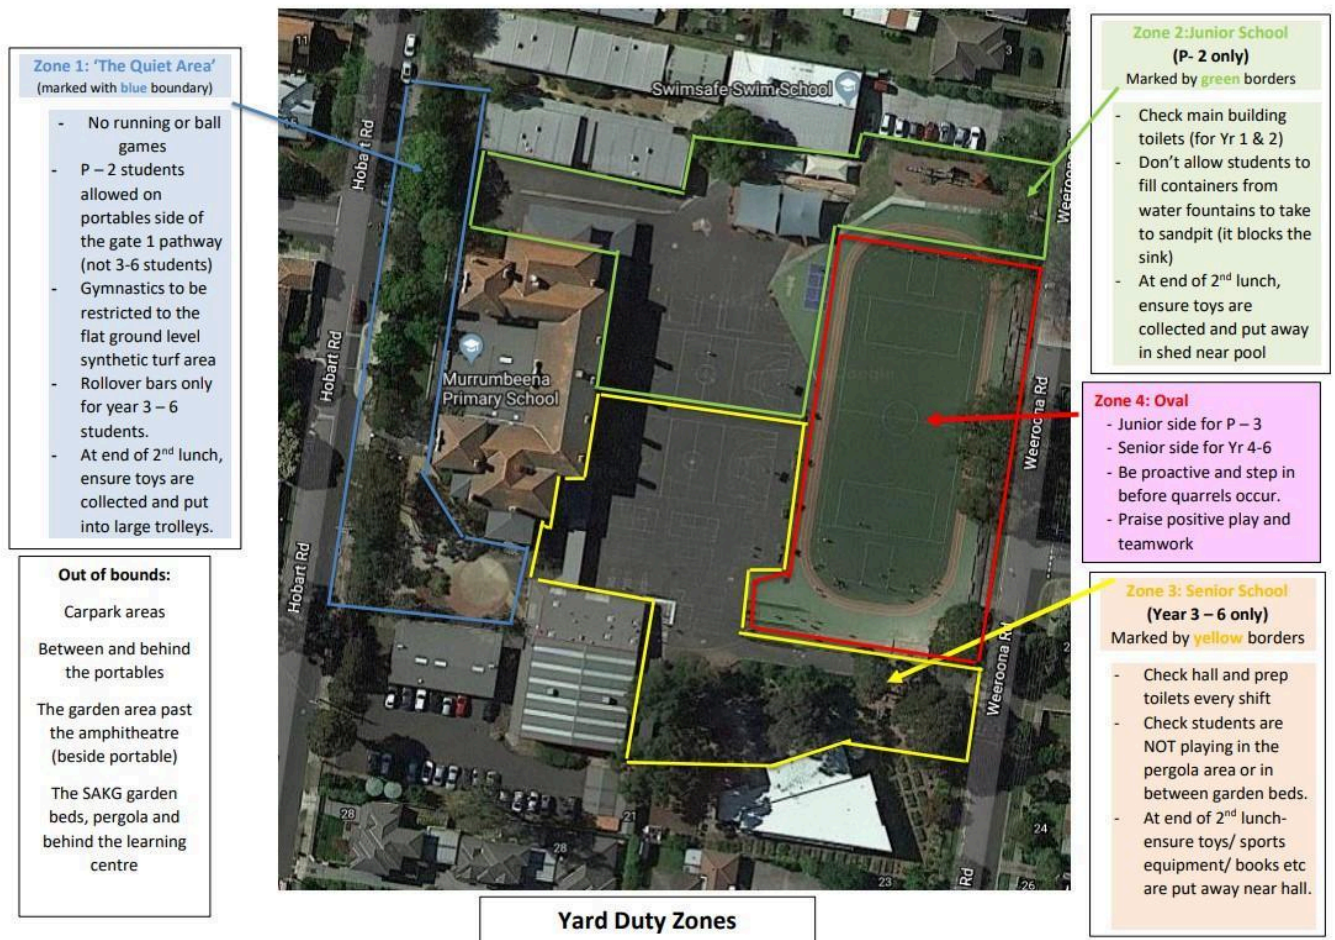 Zone 1: ‘The Quiet Area’
(marked with blue boundary)
- No running or ball
games
- P – 2 students
allowed on
portables side of
the gate 1 pathway
(not 3-6 students)
- Gymnastics to be
restricted to the
flat ground level
synthetic turf area
- Rollover bars only
for year 3 – 6
students.
- At end of 2nd lunch,
ensure toys are
collected and put
into large trolleys.
Out of bounds:
Carpark areas
Between and behind
the portables
The garden area past
the amphitheatre
(beside portable)
The SAKG garden
beds, pergola and
behind the learning
centre
11
3
Swimsafe Swim School
Hobart Rd
Hobart Rd
Hobart Rd
Murrumbeena
Primary School
Weeroona Rd
Weeroona Rd
Rd
28
28
21
23
24
26
Zone 2:Junior School
(P- 2 only)
Marked by green borders
- Check main building
toilets (for Yr 1 & 2)
- Don’t allow students to
fill containers from
water fountains to take
to sandpit (it blocks the
sink)
- At end of 2nd lunch,
ensure toys are
collected and put away
in shed near pool
Zone 4: Oval
- Junior side for P – 3
- Senior side for Yr 4-6
- Be proactive and step in
before quarrels occur.
- Praise positive play and
teamwork
Zone 3: Senior School
(Year 3 – 6 only)
Marked by yellow borders
- Check hall and prep
toilets every shift
- Check students are
NOT playing in the
pergola area or in
between garden beds.
- At end of 2nd lunch-
ensure toys/ sports
equipment/ books etc
are put away near hall.
Yard Duty Zones